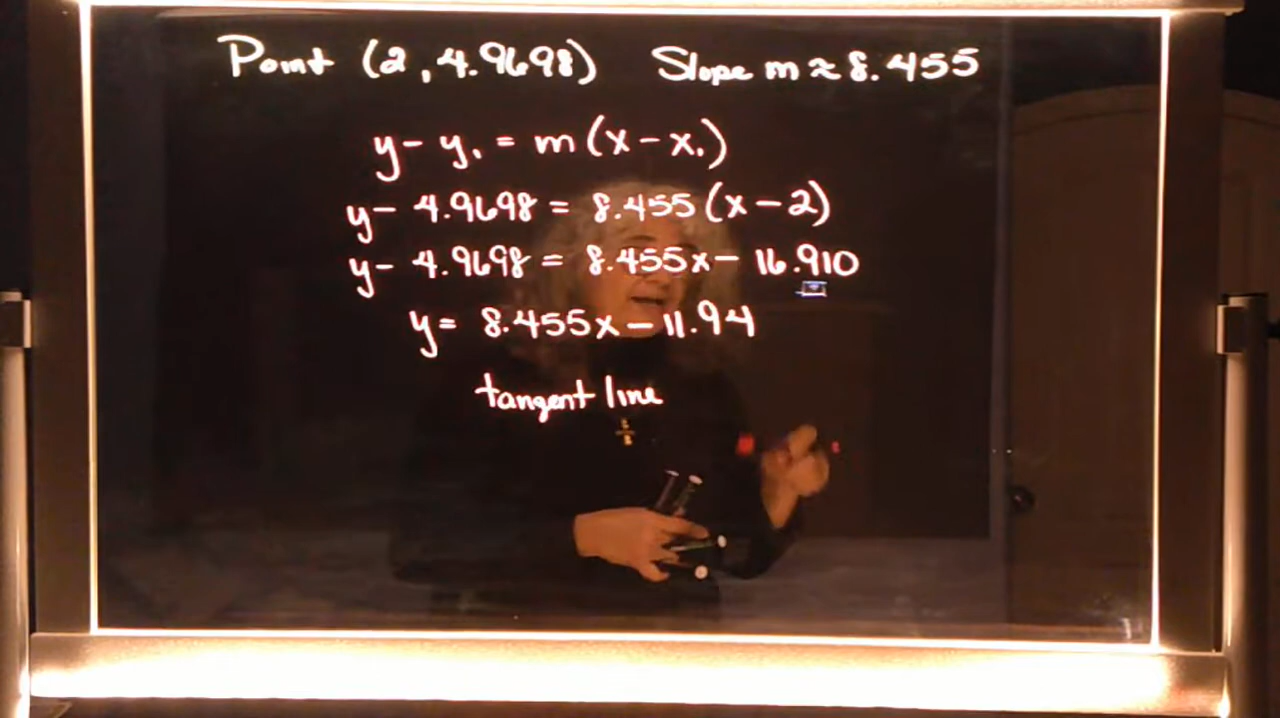 Point (2, 4.9698) Slope m ≈ 8.455
y - y₁ = m(x - x₁)
y - 4.9698 = 8.455(x - 2)
y - 4.9698 = 8.455x - 16.910
y = 8.455x - 11.94
tangent line